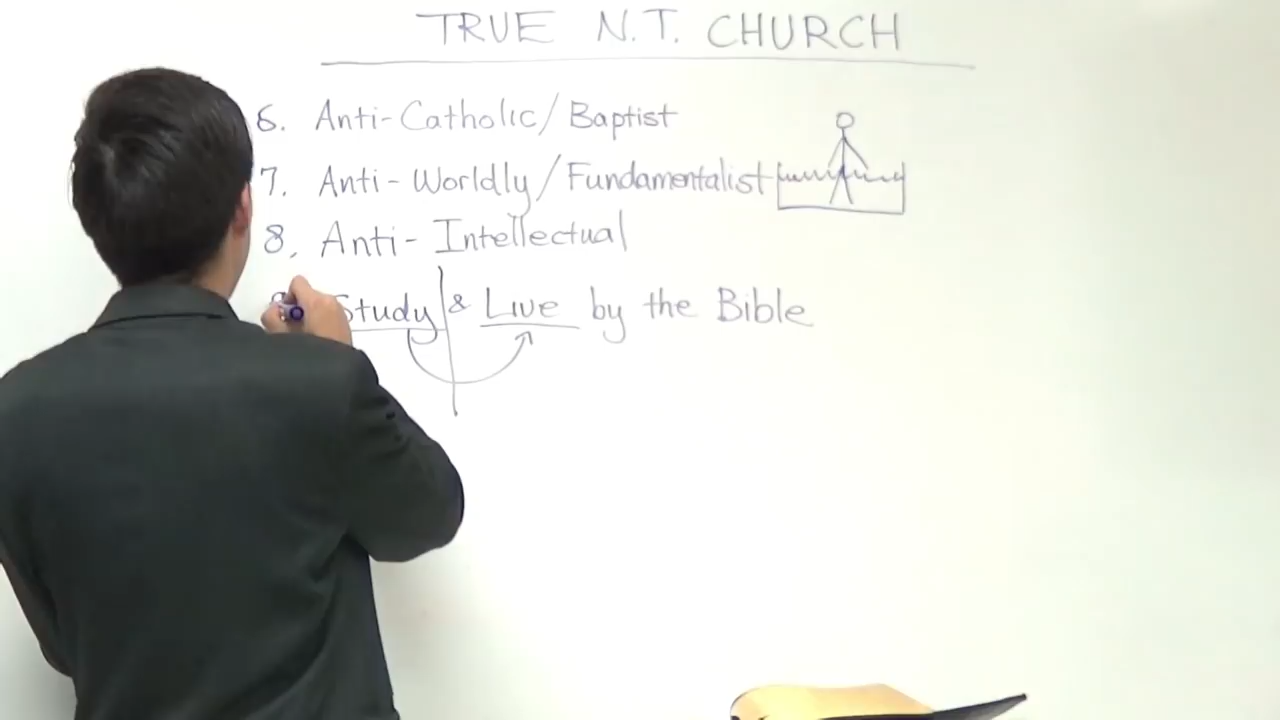 TRUE N.T. CHURCH
6. Anti-Catholic/Baptist
7. Anti-Worldly/Fundamentalist
8. Anti-Intellectual
Study & Live by the Bible